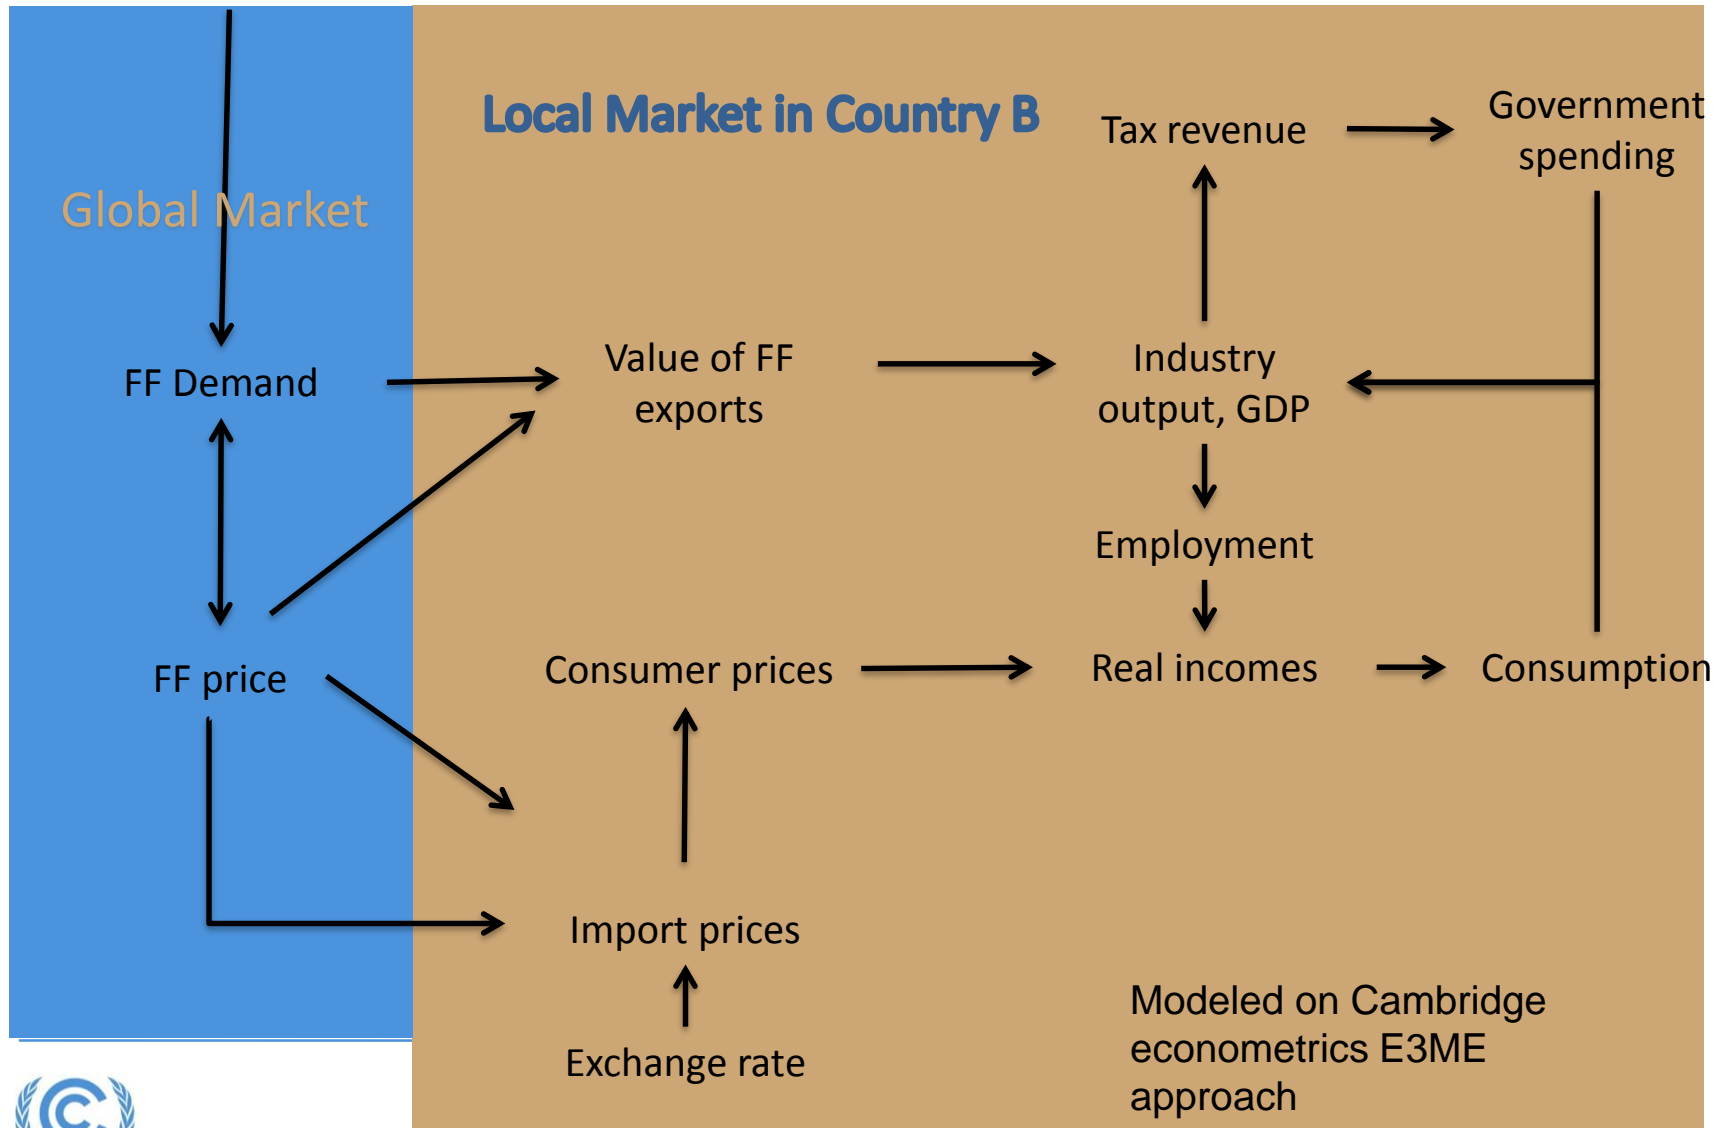 Local Market in Country B
Global Market
Tax revenue
Government
spending
FF Demand
Value of FF
exports
Industry
output, GDP
Employment
FF price
Consumer prices
Real incomes
Consumption
Import prices
Exchange rate
Modeled on Cambridge
econometrics E3ME
approach